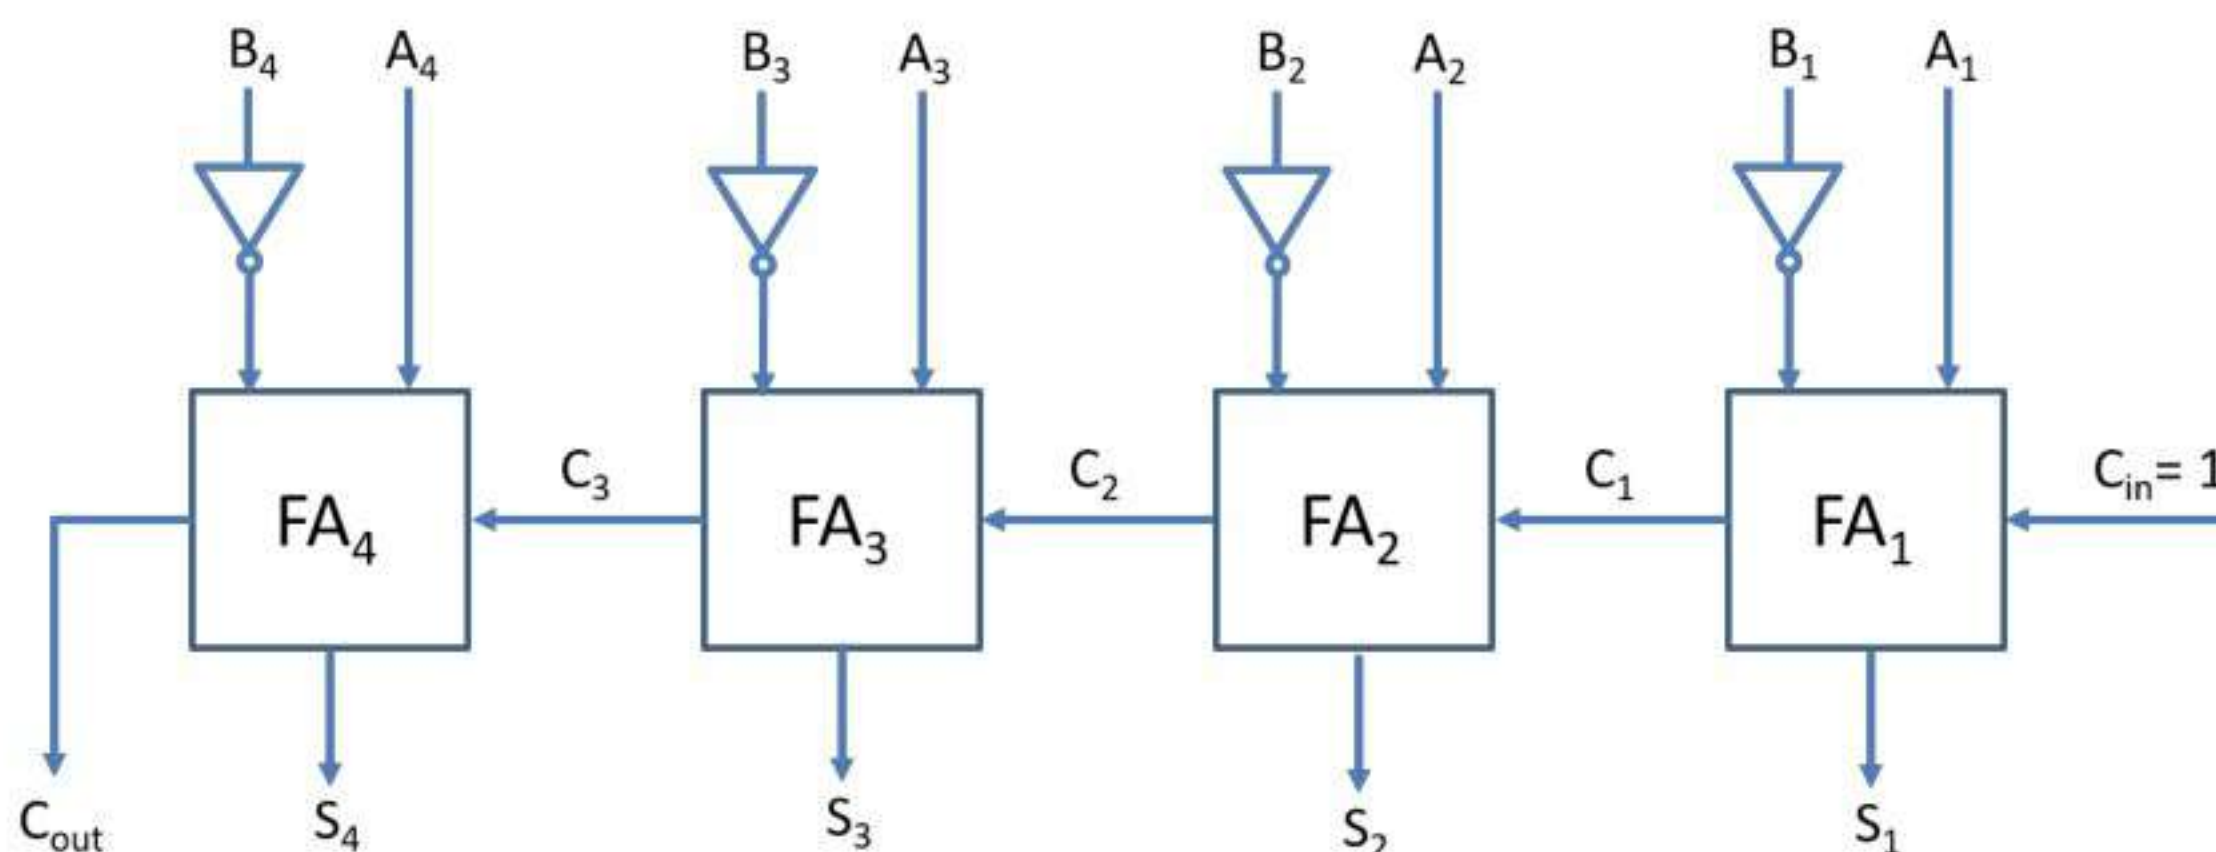 B₄ A₄ B₃ A₃ B₂ A₂ B₁ A₁
C₃ C₂ C₁ Cᵢₙ= 1
FA₄ FA₃ FA₂ FA₁
Cₒᵤₜ S₄ S₃ S₂ S₁